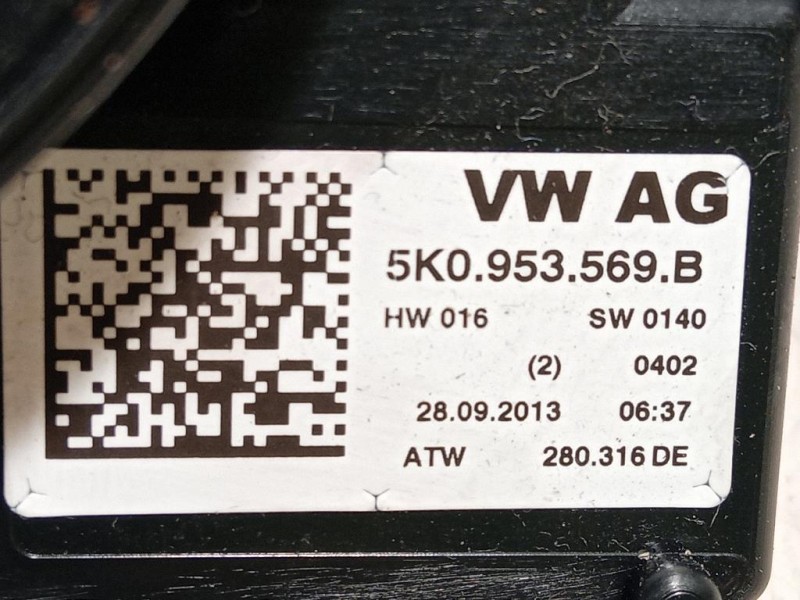 VW AG
5K0.953.569.B
HW 016 SW 0140
(2) 0402
28.09.2013 06:37
ATW 280.316 DE